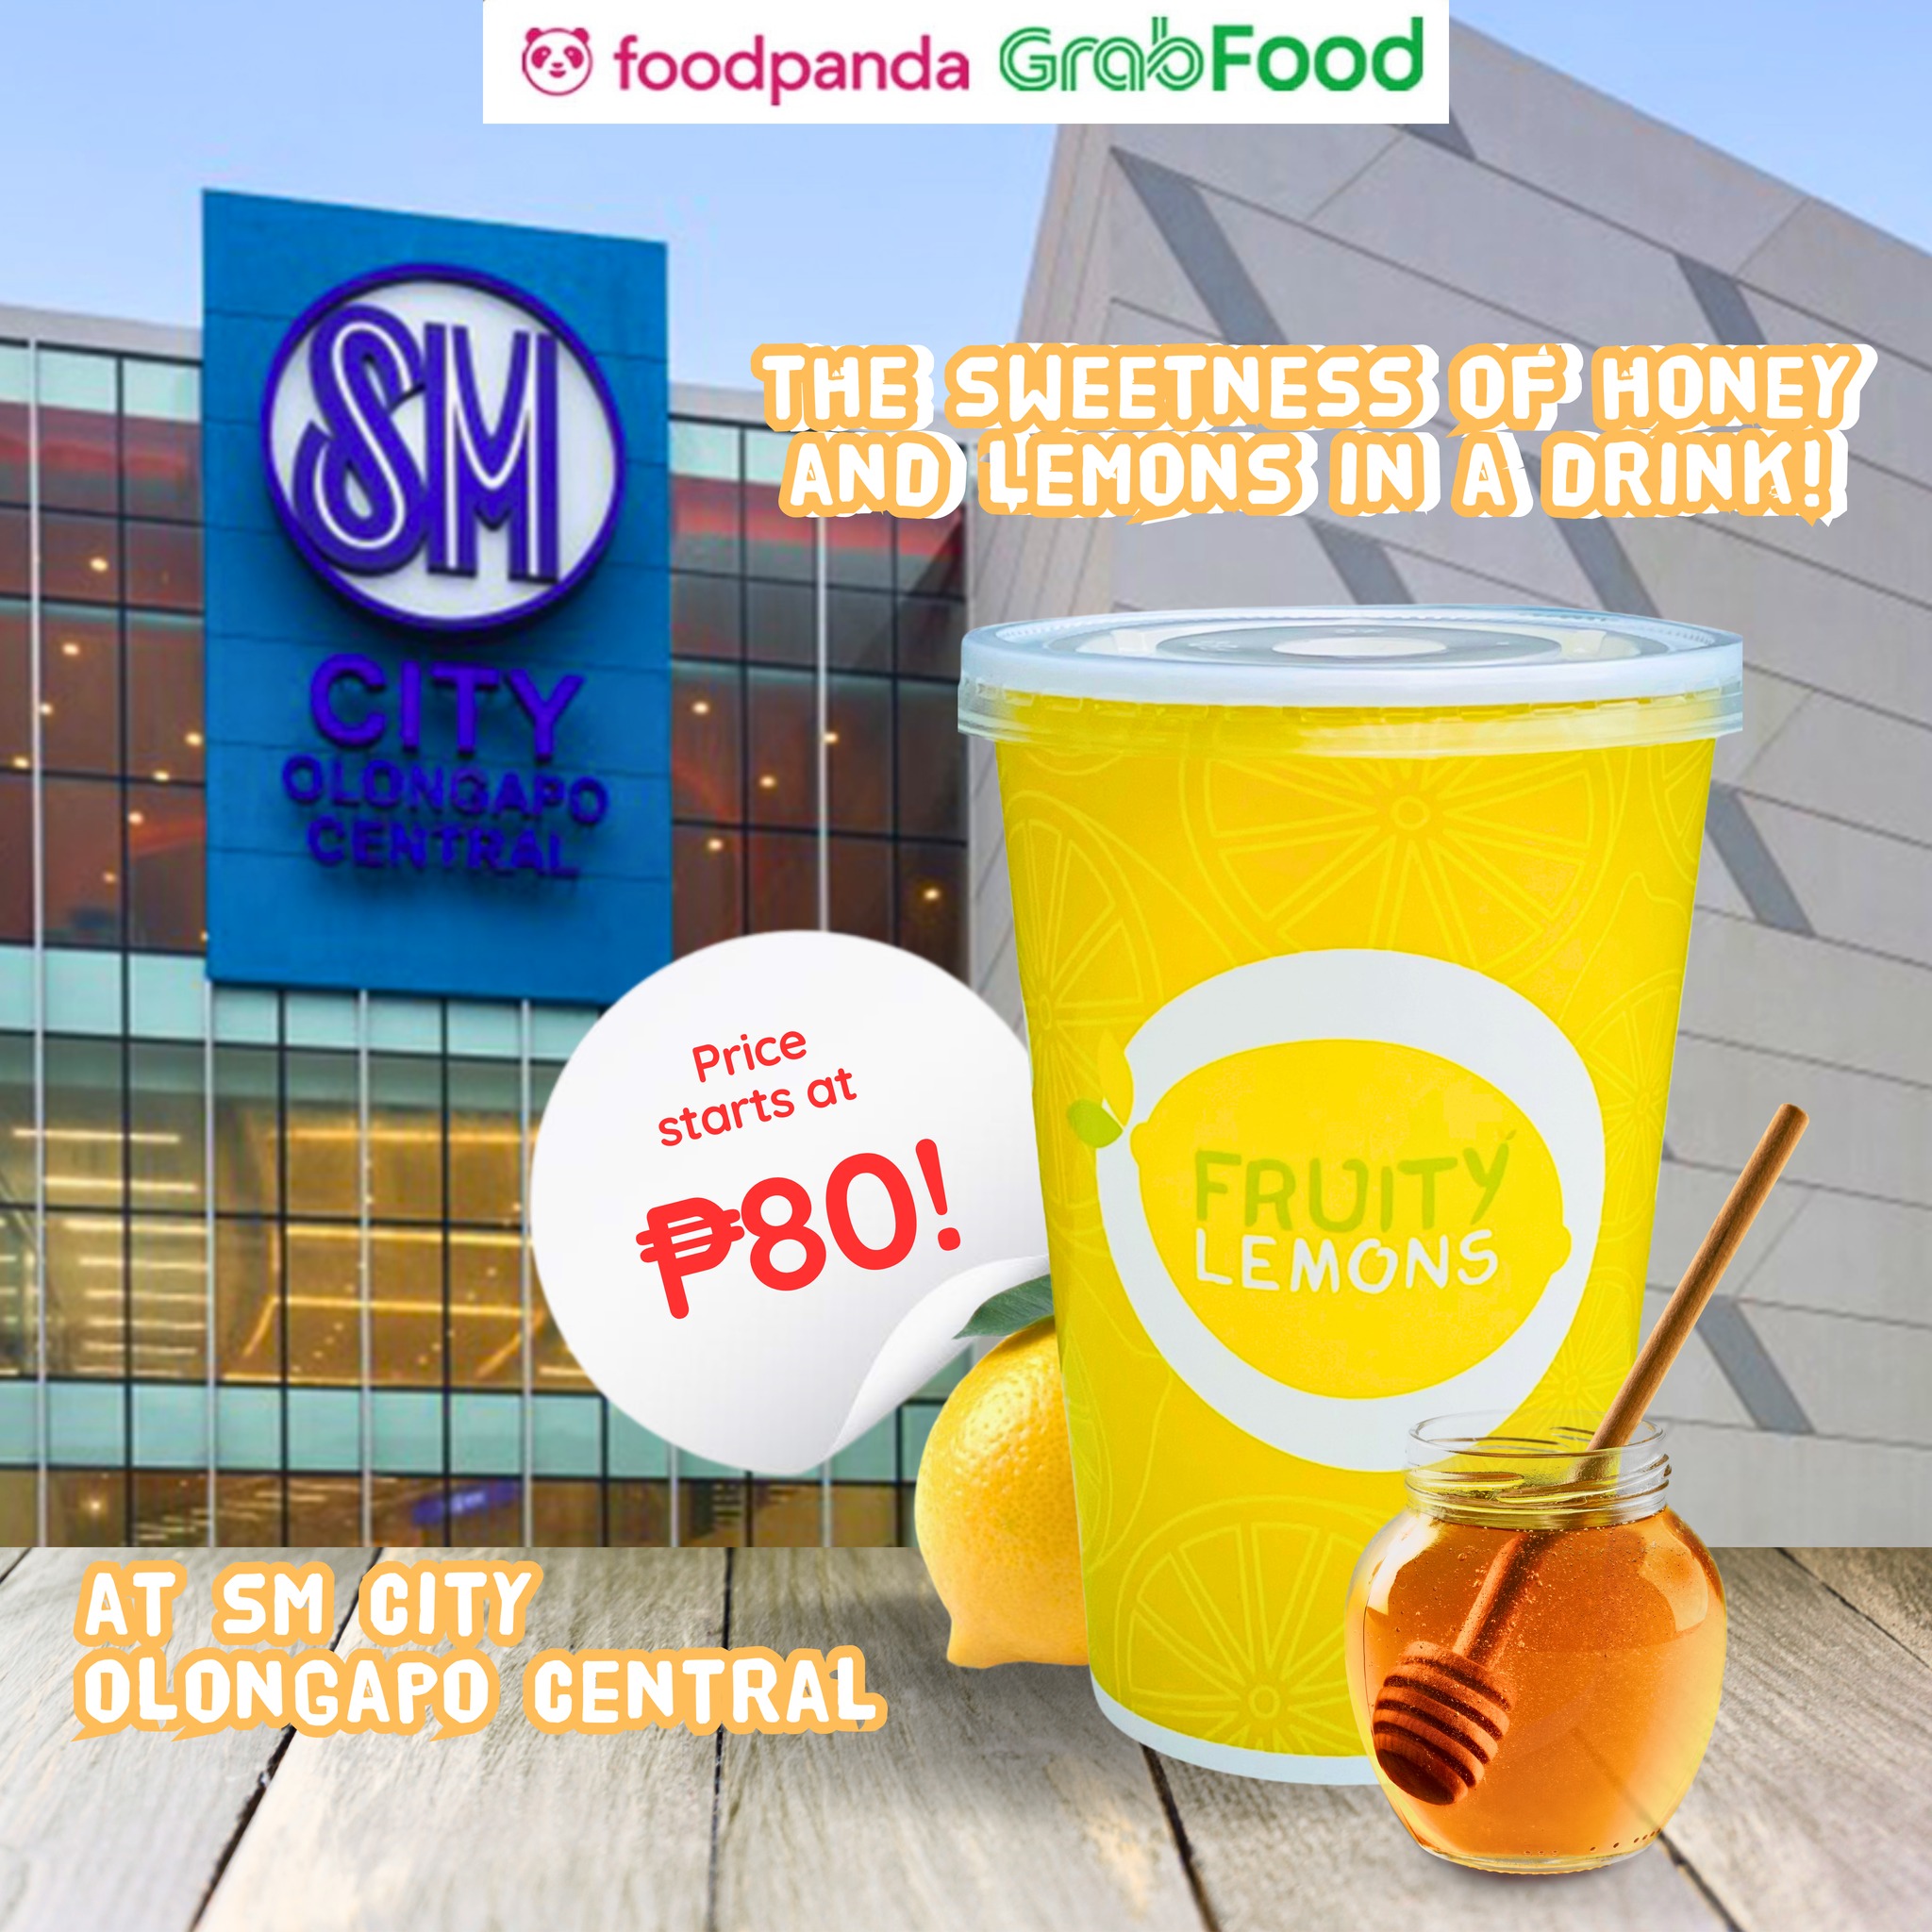 foodpanda GrabFood
SM
CITY
OLONGAPO
CENTRAL
THE SWEETNESS OF HONEY
AND LEMONS IN A DRINK!
Price
starts at
₱80!
FRUITY
LEMONS
AT SM CITY
OLONGAPO CENTRAL